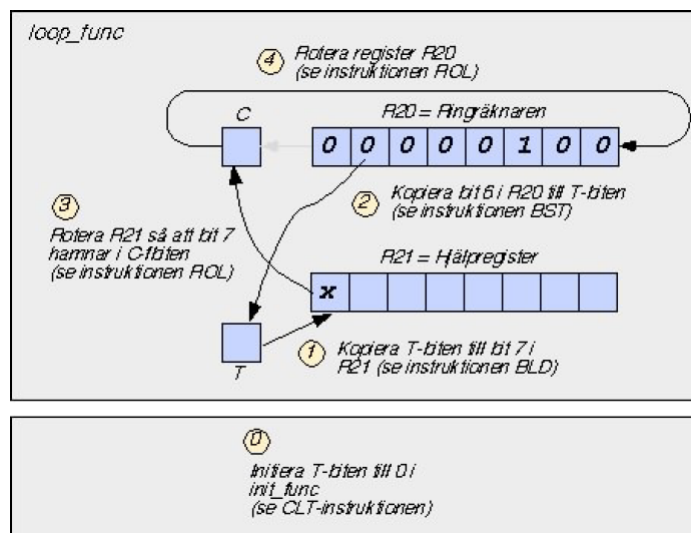 loop_func
4
Rotera register R20
(se instruktionen ROL)
C
R20 = Ringräknaren
0 0 0 0 0 1 0 0
3
2
Kopiera bit 6 i R20 till T-biten
(se instruktionen BST)
Rotera R21 så att bit 7
hamnar i C-biten
(se instruktionen ROL)
R21 = Hjälpregister
x
T
1
Kopiera T-biten till bit 7 i
R21 (se instruktionen BLD)
0
Initiera T-biten till 0 i
init_func
(se CLT-instruktionen)